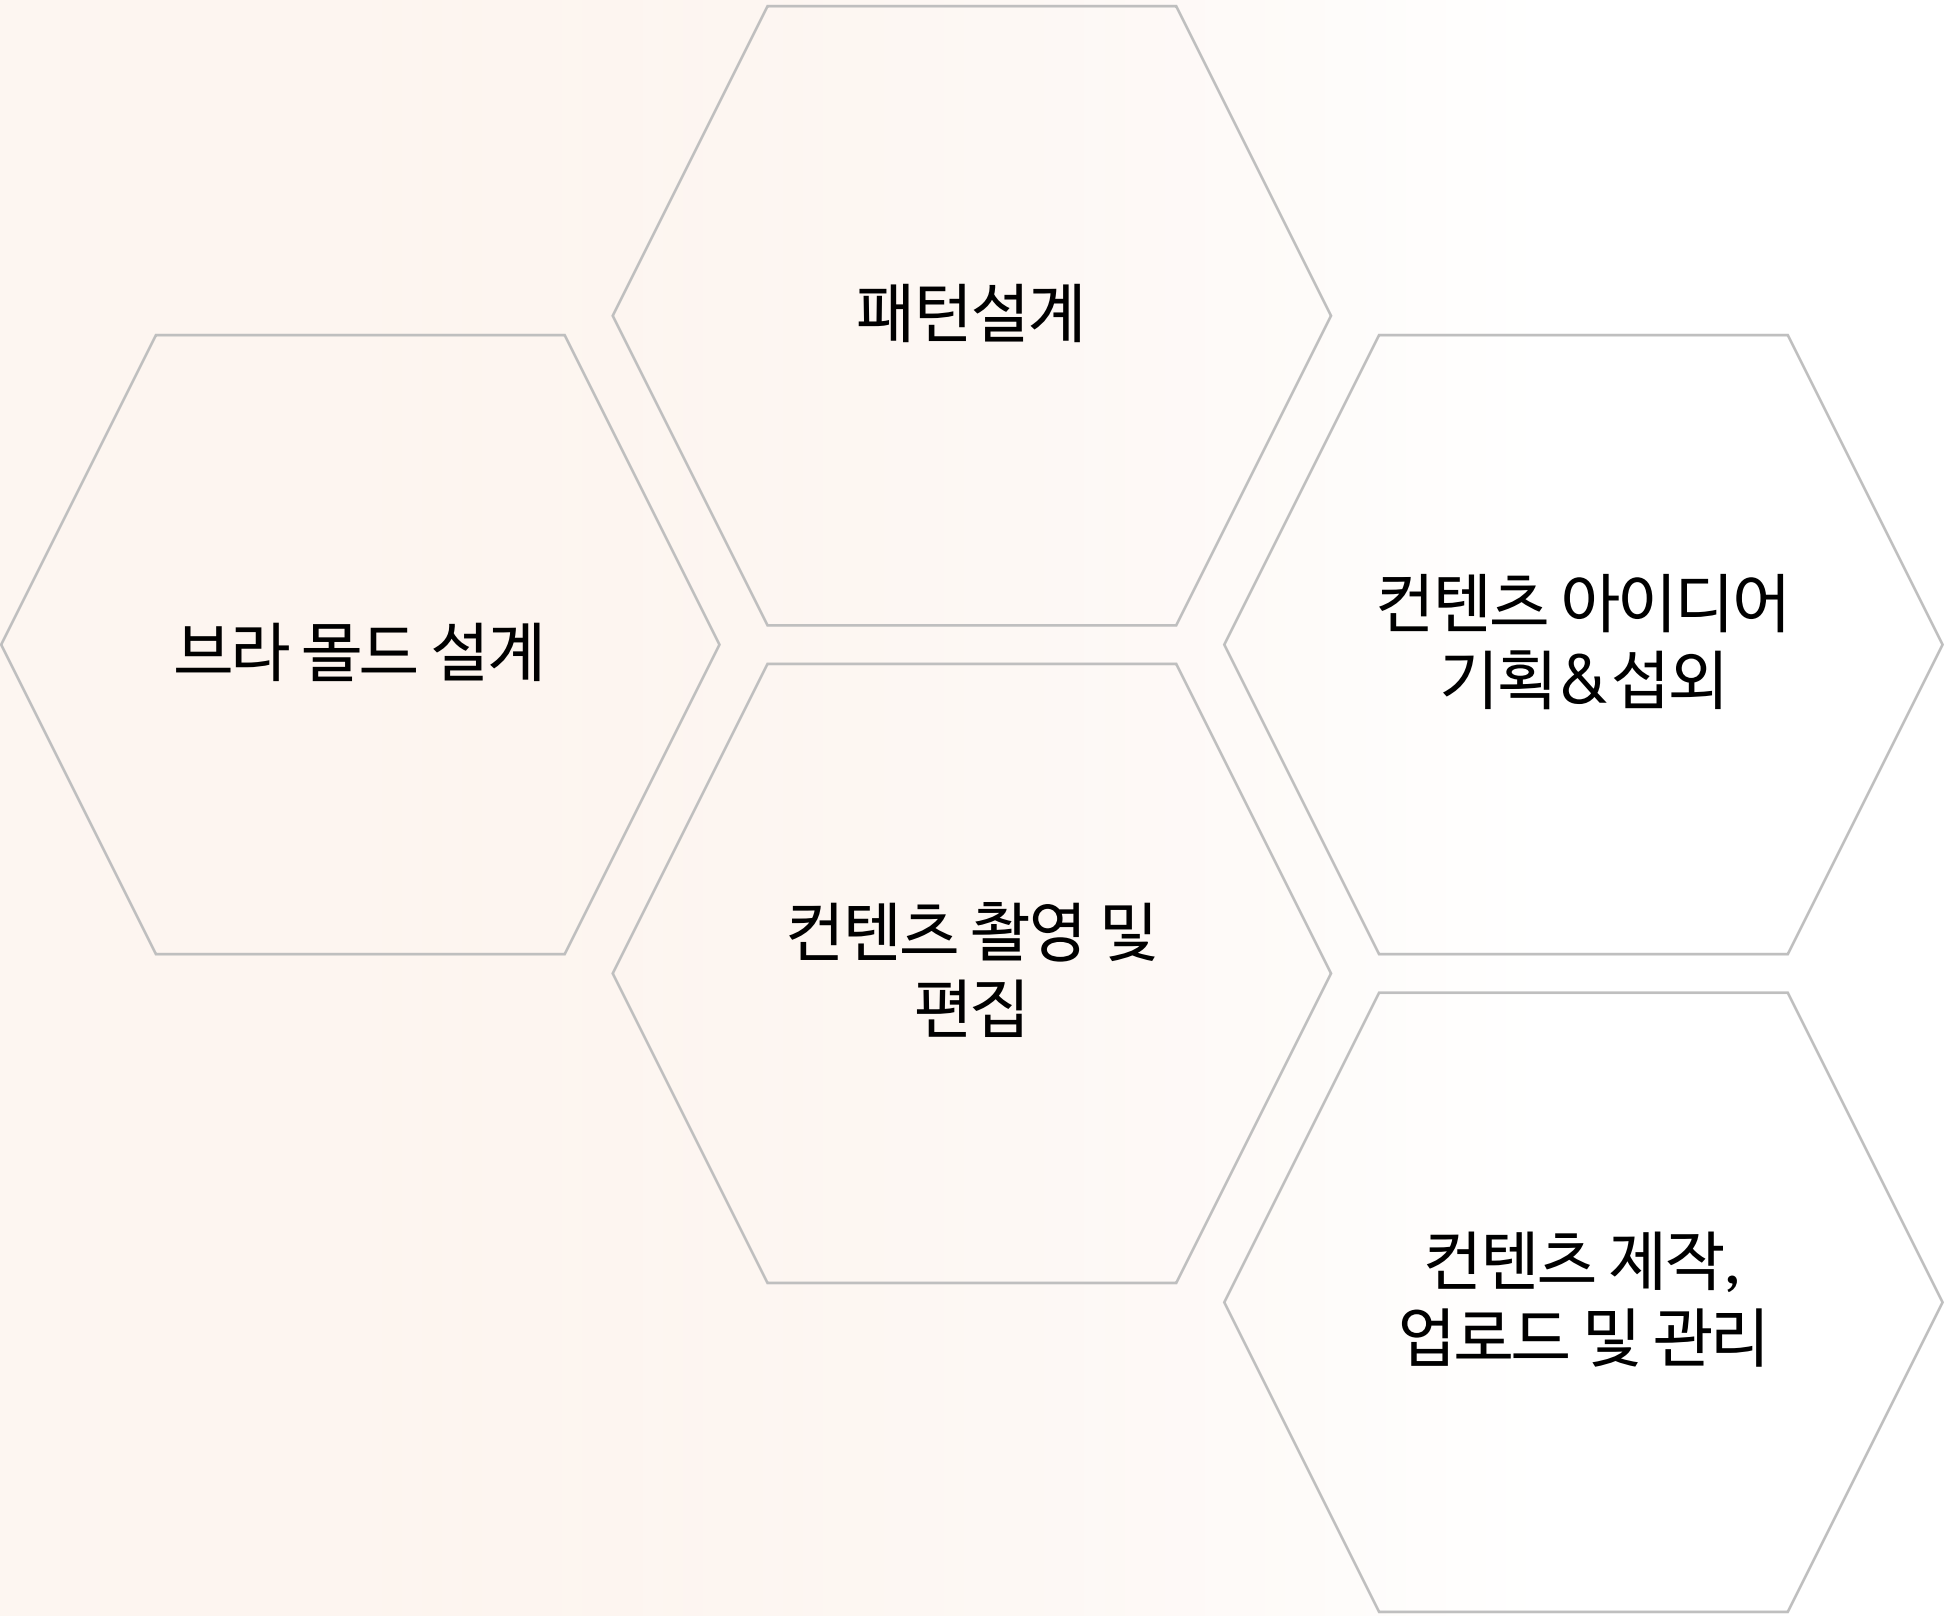 패턴설계
브라 몰드 설계
컨텐츠 아이디어
기획&섭외
컨텐츠 촬영 및
편집
컨텐츠 제작,
업로드 및 관리